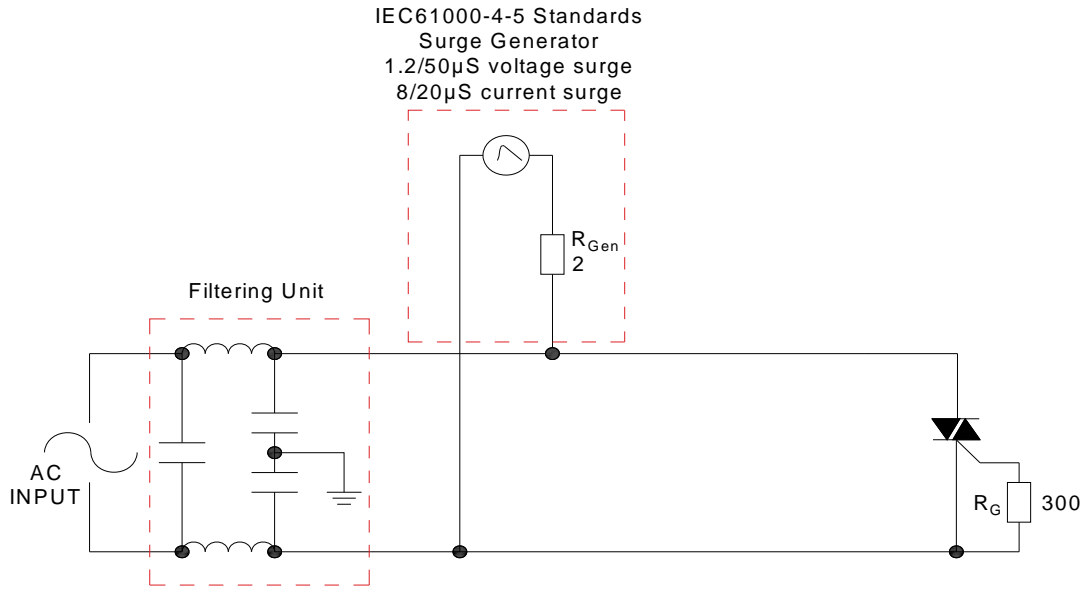 IEC61000-4-5 Standards
Surge Generator
1.2/50µS voltage surge
8/20µS current surge
RGen
2
Filtering Unit
AC
INPUT
RG 300